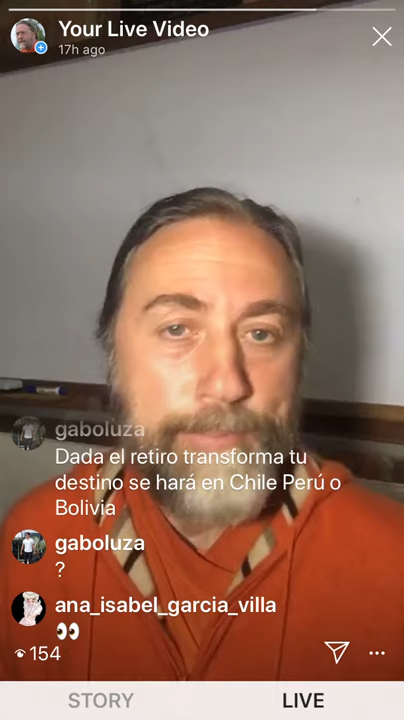 Your Live Video
17h ago
gaboluza
Dada el retiro transforma tu
destino se hará en Chile Perú o
Bolivia
gaboluza
?
ana_isabel_garcia_villa
👀
154
STORY
LIVE